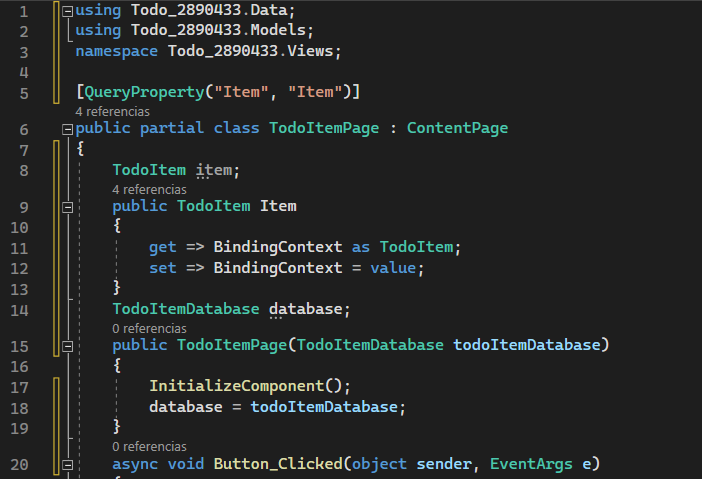 1 using Todo_2890433.Data;
2 using Todo_2890433.Models;
3 namespace Todo_2890433.Views;
4
5 [QueryProperty("Item", "Item")]
4 referencias
6 public partial class TodoItemPage : ContentPage
7 {
8 TodoItem item;
4 referencias
9 public TodoItem Item
10 {
11 get => BindingContext as TodoItem;
12 set => BindingContext = value;
13 }
14 TodoItemDatabase database;
0 referencias
15 public TodoItemPage(TodoItemDatabase todoItemDatabase)
16 {
17 InitializeComponent();
18 database = todoItemDatabase;
19 }
0 referencias
20 async void Button_Clicked(object sender, EventArgs e)